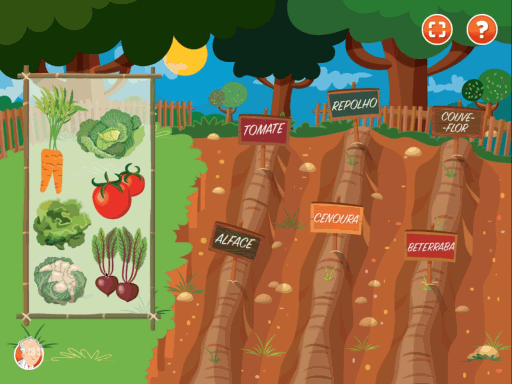 ?
REPOLHO
COUVE-
-FLOR
TOMATE
CENOURA
ALFACE
BETERRABA